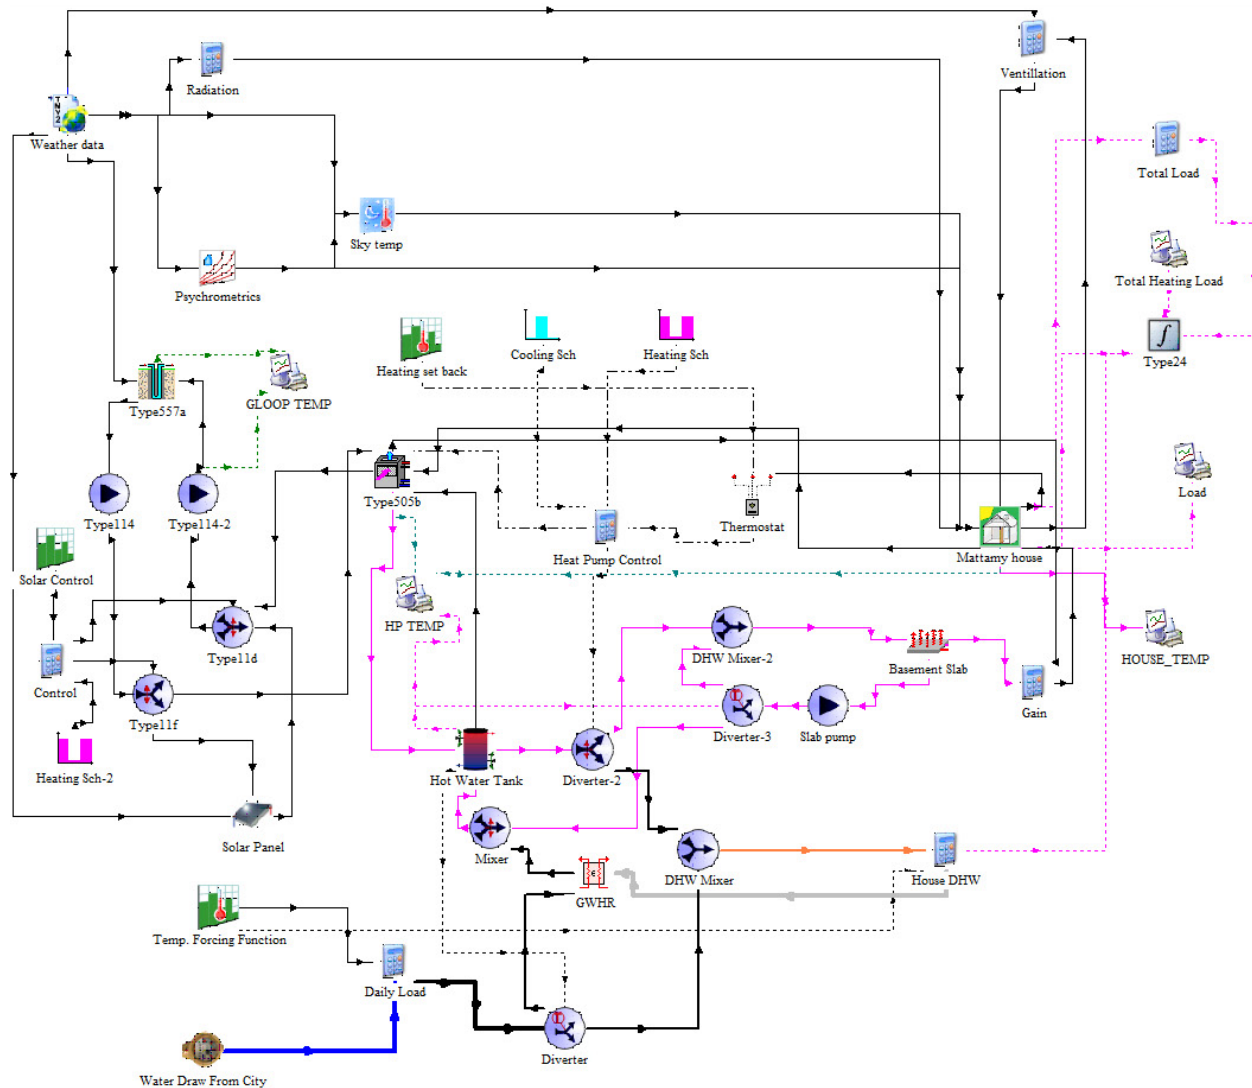 Ventillation
Radiation
Weather data
Total Load
Sky temp
Psychrometrics
Total Heating Load
Cooling Sch
Heating Sch
Heating set back
Type24
Type557a
GLOOP TEMP
Type505b
Load
Type114
Type114-2
Thermostat
Heat Pump Control
Mattamy house
Solar Control
HP TEMP
Type11d
DHW Mixer-2
Basement Slab
HOUSE_TEMP
Control
Type11f
Gain
Diverter-3
Slab pump
Heating Sch-2
Hot Water Tank
Diverter-2
Solar Panel
Mixer
DHW Mixer
House DHW
GWHR
Temp. Forcing Function
Daily Load
Diverter
Water Draw From City